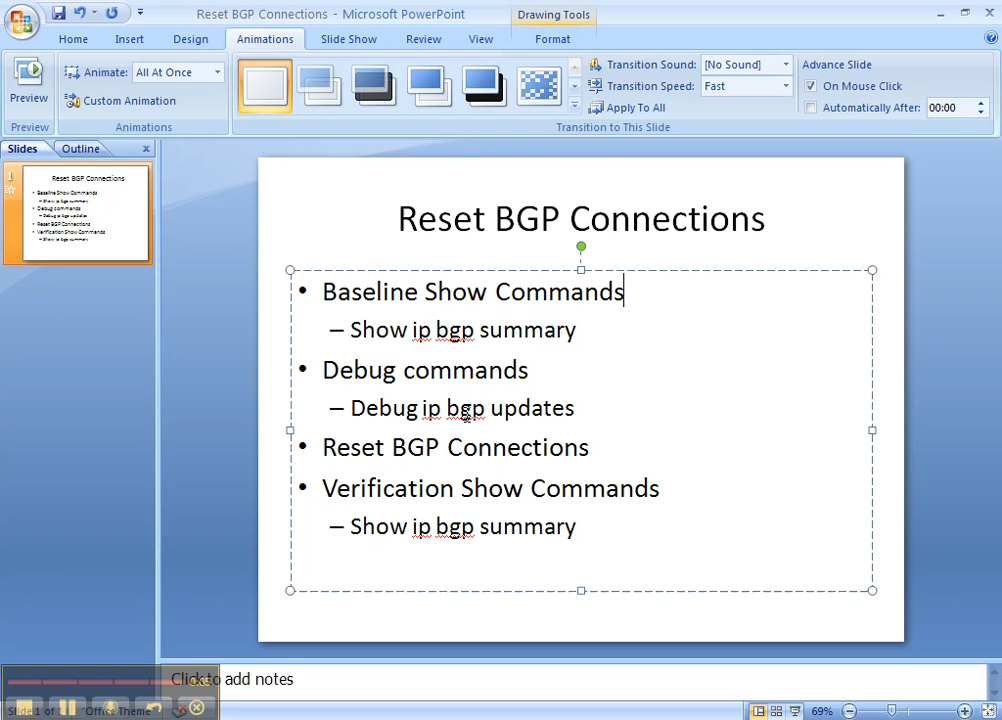 Reset BGP Connections - Microsoft PowerPoint
Drawing Tools
Home Insert Design Animations Slide Show Review View Format
Preview
Animate: All At Once
Custom Animation
Transition Sound: [No Sound]
Transition Speed: Fast
Apply To All
Advance Slide
On Mouse Click
Automatically After: 00:00
Preview Animations Transition to This Slide
Slides Outline
1
Reset BGP Connections
• Baseline Show Commands
– Show ip bgp summary
• Debug commands
– Debug ip bgp updates
• Reset BGP Connections
• Verification Show Commands
– Show ip bgp summary
Reset BGP Connections
• Baseline Show Commands
– Show ip bgp summary
• Debug commands
– Debug ip bgp updates
• Reset BGP Connections
• Verification Show Commands
– Show ip bgp summary
Click to add notes
Slide 1 of 1 "Office Theme"
69%